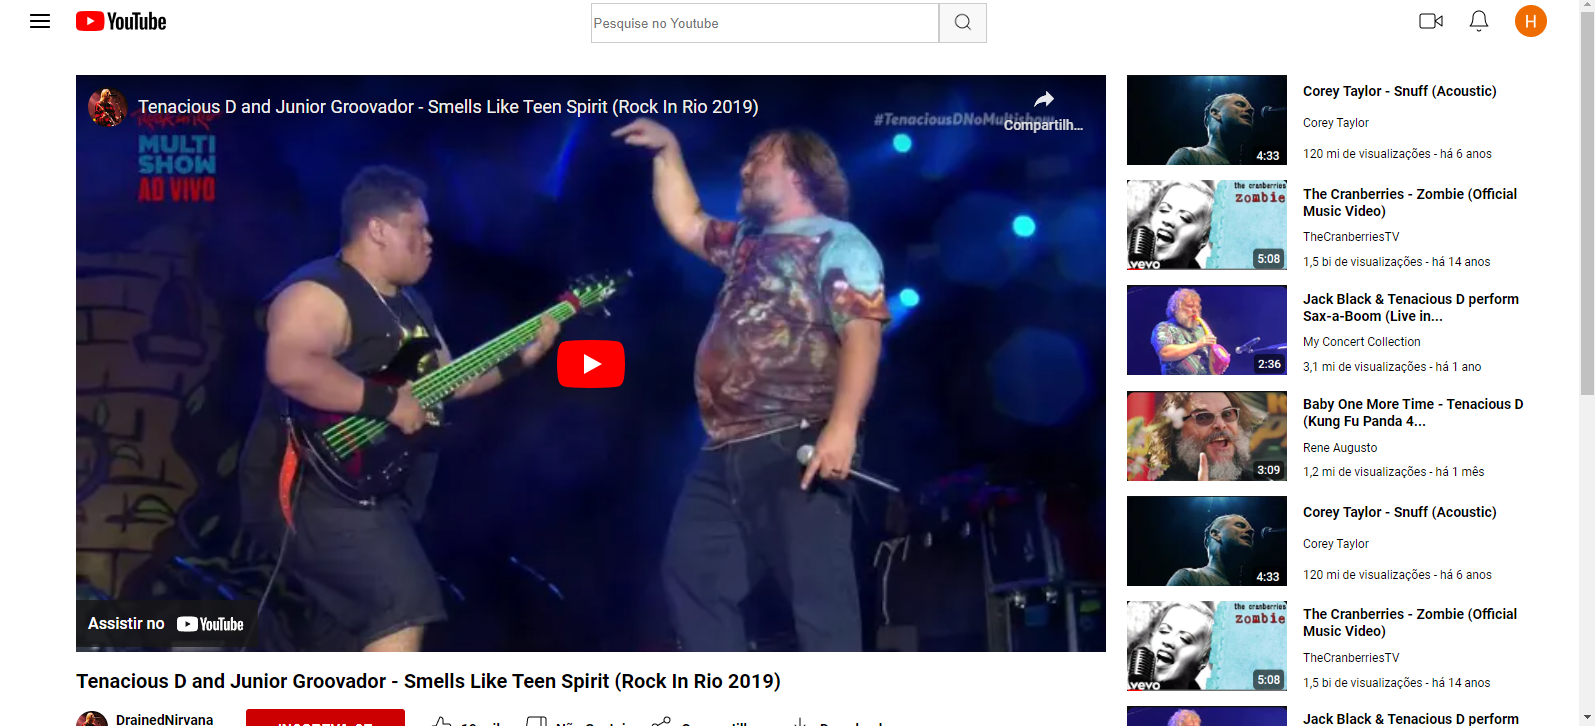 YouTube
Pesquise no Youtube
H
Tenacious D and Junior Groovador - Smells Like Teen Spirit (Rock In Rio 2019)
#TenaciousDNoMultishow
Compartilh...
MULTI
SHOW
AO VIVO
Assistir no YouTube
Tenacious D and Junior Groovador - Smells Like Teen Spirit (Rock In Rio 2019)
DrainedNirvana
Corey Taylor - Snuff (Acoustic)
Corey Taylor
120 mi de visualizações - há 6 anos
4:33
the cranberries
zombie
vevo
5:08
The Cranberries - Zombie (Official
Music Video)
TheCranberriesTV
1,5 bi de visualizações - há 14 anos
2:36
Jack Black & Tenacious D perform
Sax-a-Boom (Live in...
My Concert Collection
3,1 mi de visualizações - há 1 ano
3:09
Baby One More Time - Tenacious D
(Kung Fu Panda 4...
Rene Augusto
1,2 mi de visualizações - há 1 mês
4:33
Corey Taylor - Snuff (Acoustic)
Corey Taylor
120 mi de visualizações - há 6 anos
the cranberries
zombie
vevo
5:08
The Cranberries - Zombie (Official
Music Video)
TheCranberriesTV
1,5 bi de visualizações - há 14 anos
Jack Black & Tenacious D perform